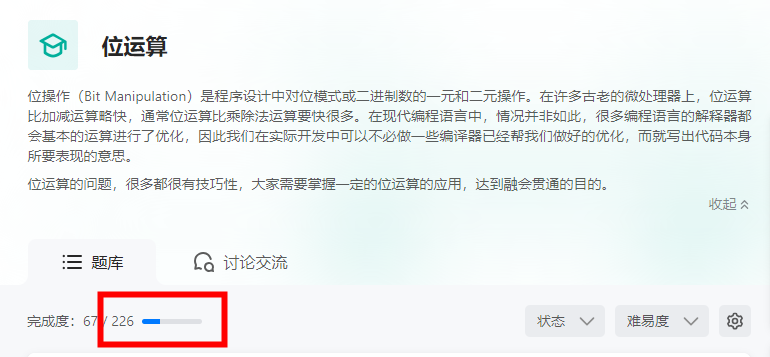 位运算
位操作（Bit Manipulation）是程序设计中对位模式或二进制数的一元和二元操作。在许多古老的微处理器上，位运算
比加减运算略快，通常位运算比乘除法运算要快很多。在现代编程语言中，情况并非如此，很多编程语言的解释器都
会基本的运算进行了优化，因此我们在实际开发中可以不必做一些编译器已经帮我们做好的优化，而就写出代码本身
所要表现的意思。
位运算的问题，很多都很有技巧性，大家需要掌握一定的位运算的应用，达到融会贯通的目的。
收起
题库 讨论交流
完成度：67 / 226 状态 难易度